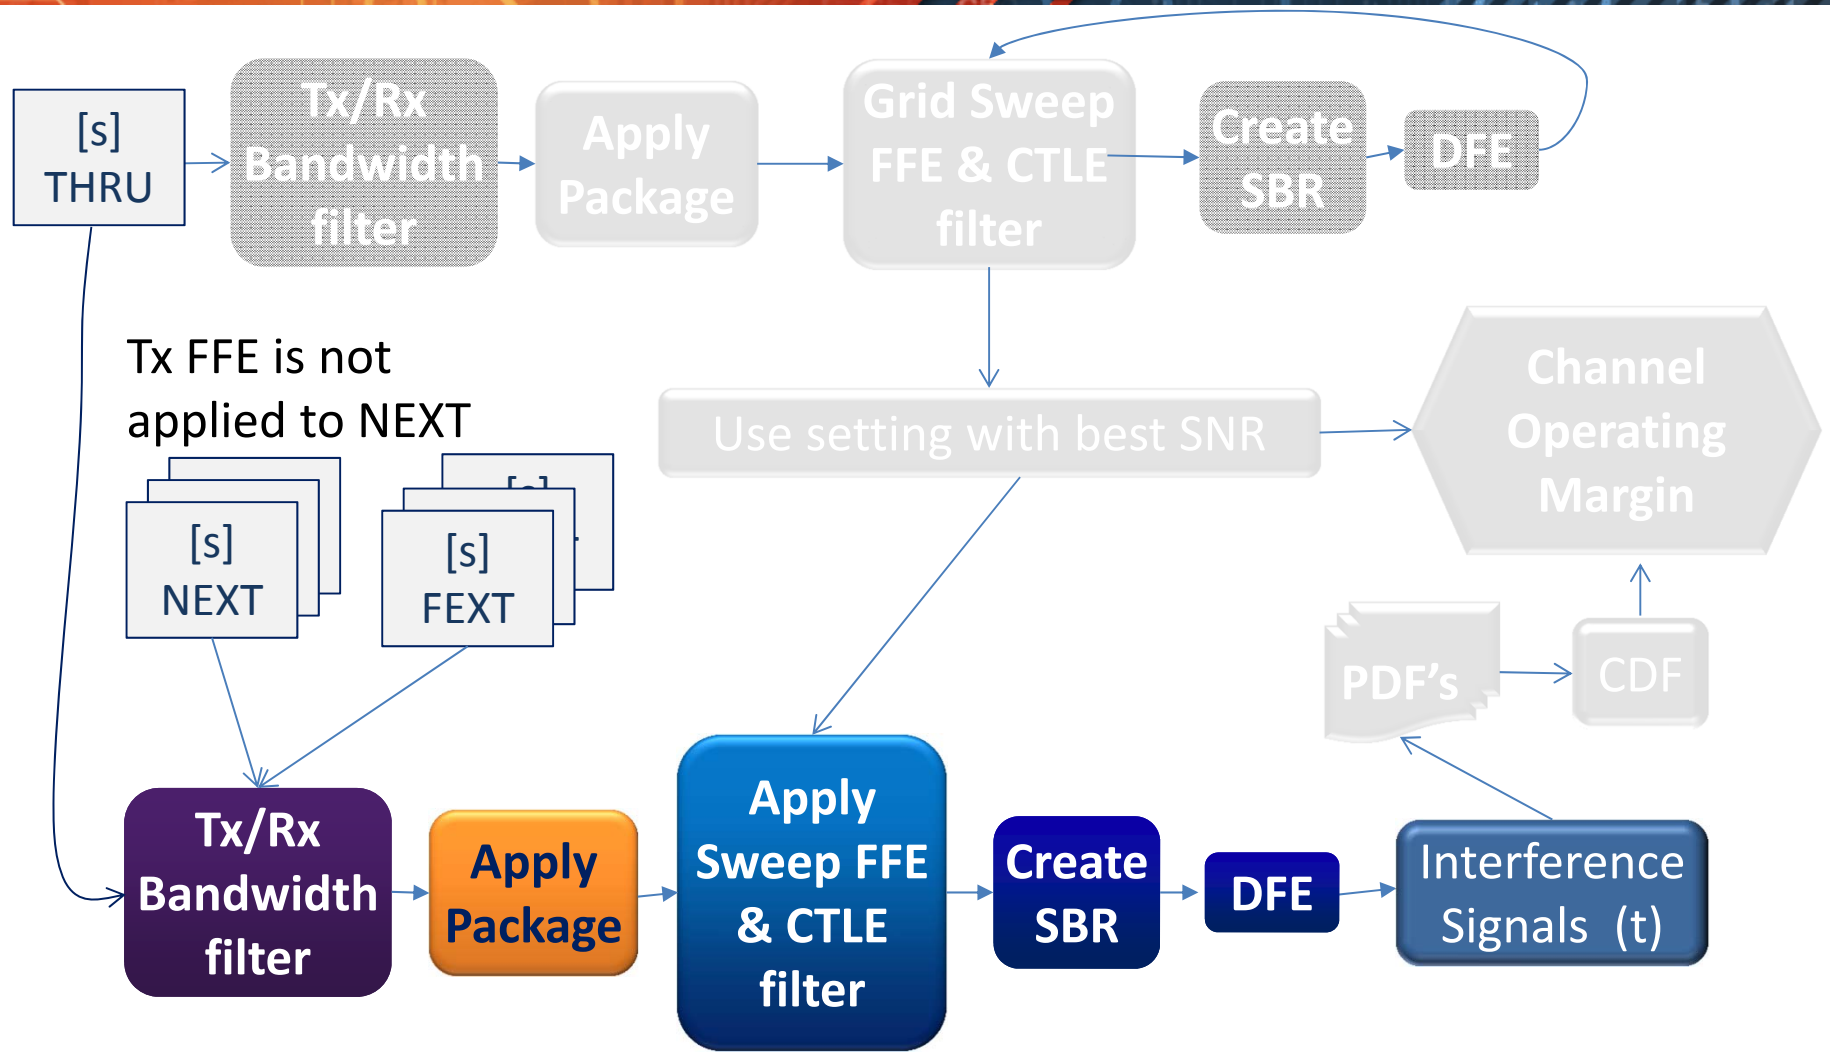 [s]
THRU
Tx/Rx
Bandwidth
filter
Apply
Package
Grid Sweep
FFE & CTLE
filter
Create
SBR
DFE
Tx FFE is not
applied to NEXT
Use setting with best SNR
Channel
Operating
Margin
[s]
NEXT
[s]
[s]
FEXT
PDF's
CDF
Tx/Rx
Bandwidth
filter
Apply
Package
Apply
Sweep FFE
& CTLE
filter
Create
SBR
DFE
Interference
Signals (t)